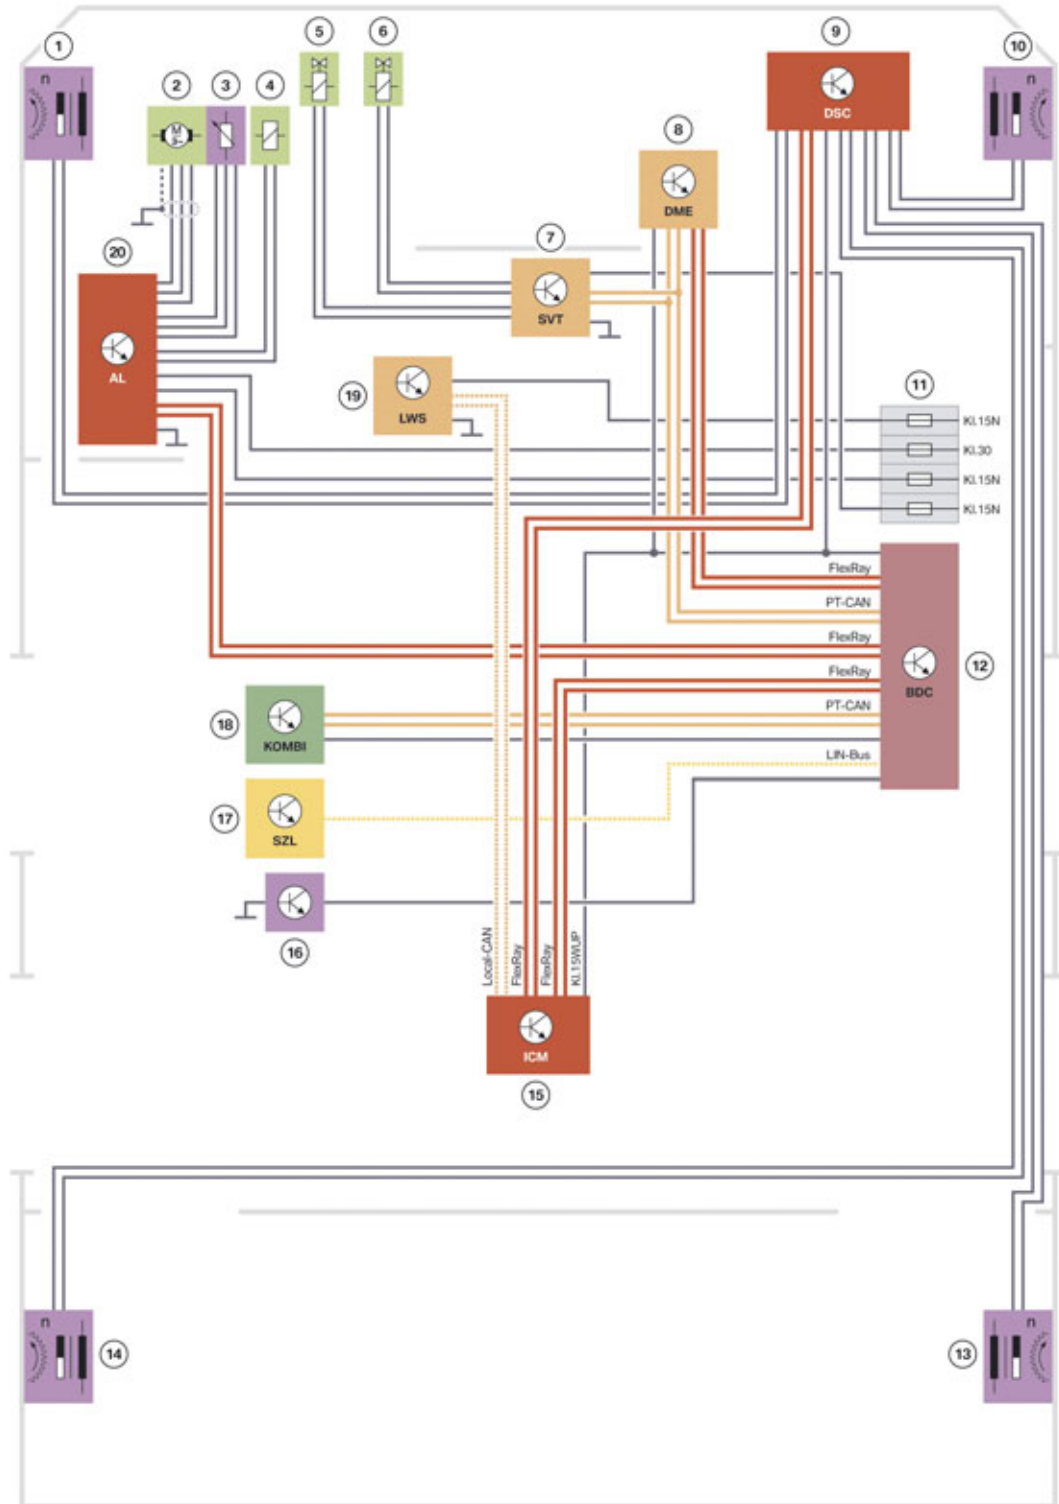 1
5
6
9
10
n
2
3
4
n
DSC
8
M
DME
20
7
SVT
AL
19
LWS
11
Kl.15N
Kl.30
Kl.15N
Kl.15N
FlexRay
PT-CAN
FlexRay
FlexRay
12
BDC
18
KOMBI
PT-CAN
LIN-Bus
17
SZL
16
Local-CAN
FlexRay
FlexRay
Kl.15WUP
ICM
15
n
14
13
n